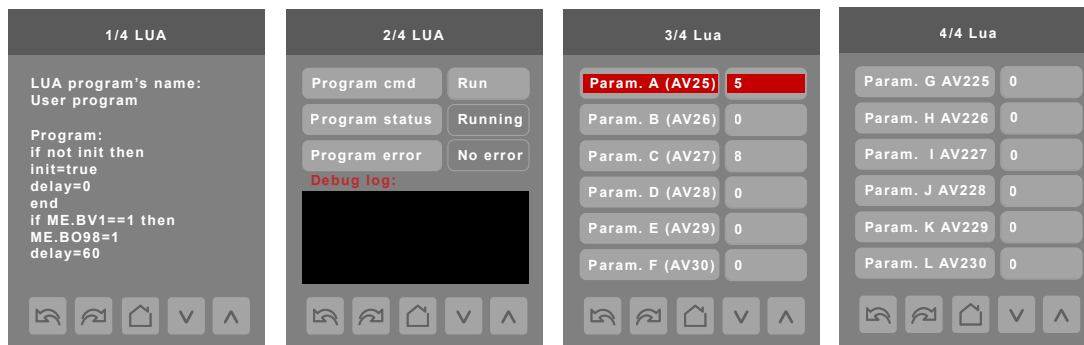 1/4 LUA
LUA program's name:
User program
Program:
if not init then
init=true
delay=0
end
if ME.BV1==1 then
ME.BO98=1
delay=60
2/4 LUA
Program cmd Run
Program status Running
Program error No error
Debug log:
3/4 Lua
Param. A (AV25) 5
Param. B (AV26) 0
Param. C (AV27) 8
Param. D (AV28) 0
Param. E (AV29) 0
Param. F (AV30) 0
4/4 Lua
Param. G AV225 0
Param. H AV226 0
Param. I AV227 0
Param. J AV228 0
Param. K AV229 0
Param. L AV230 0